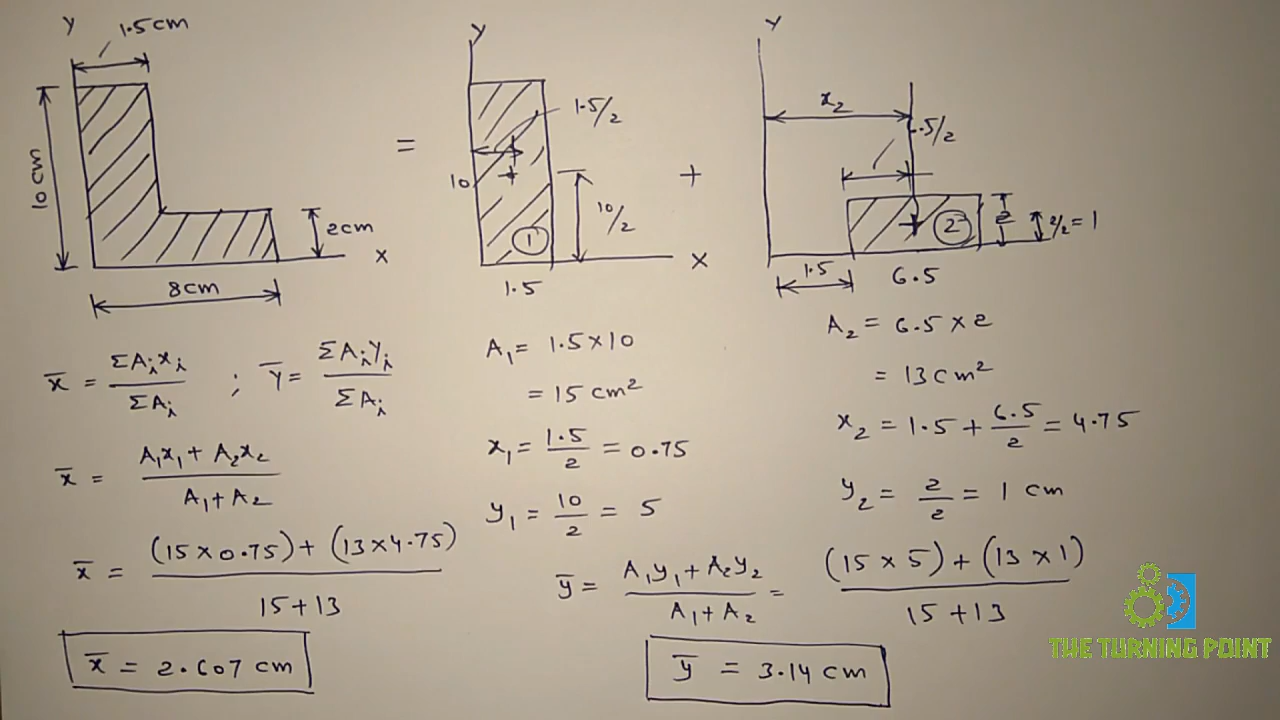 Y
1.5cm
10cm
2cm
X
8cm
=
Y
1.5/2
10
10/2
1
X
1.5
+
Y
x2
.5/2
2
2
2/2 = 1
1.5
6.5
x̄ = ΣAixi / ΣAi ; Y̅ = ΣAiyi / ΣAi
x̄ = A1x1 + A2x2 / A1 + A2
x̄ = (15 × 0.75) + (13 × 4.75) / 15 + 13
x̄ = 2.607 cm
A1 = 1.5 × 10
= 15 cm²
x1 = 1.5/2 = 0.75
y1 = 10/2 = 5
A2 = 6.5 × 2
= 13 cm²
x2 = 1.5 + 6.5/2 = 4.75
y2 = 2/2 = 1 cm
ȳ = A1y1 + A2y2 / A1 + A2 = (15 × 5) + (13 × 1) / 15 + 13
ȳ = 3.14 cm
THE TURNING POINT